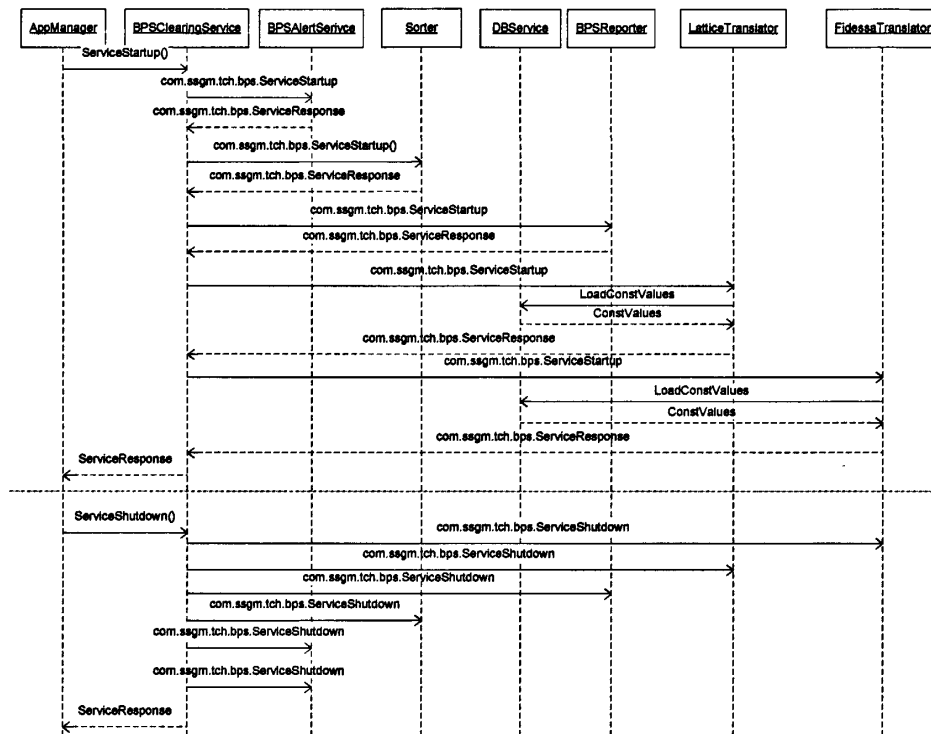 AppManager
BPSClearingService
BPSAlertSerivce
Sorter
DBService
BPSReporter
LatticeTranslator
FidessaTranslator
ServiceStartup()
com.ssgm.tch.bps.ServiceStartup
com.ssgm.tch.bps.ServiceResponse
com.ssgm.tch.bps.ServiceStartup()
com.ssgm.tch.bps.ServiceResponse
com.ssgm.tch.bps.ServiceStartup
com.ssgm.tch.bps.ServiceResponse
com.ssgm.tch.bps.ServiceStartup
LoadConstValues
ConstValues
com.ssgm.tch.bps.ServiceResponse
com.ssgm.tch.bps.ServiceStartup
LoadConstValues
ConstValues
com.ssgm.tch.bps.ServiceResponse
ServiceResponse
ServiceShutdown()
com.ssgm.tch.bps.ServiceShutdown
com.ssgm.tch.bps.ServiceShutdown
com.ssgm.tch.bps.ServiceShutdown
com.ssgm.tch.bps.ServiceShutdown
com.ssgm.tch.bps.ServiceShutdown
com.ssgm.tch.bps.ServiceShutdown
ServiceResponse